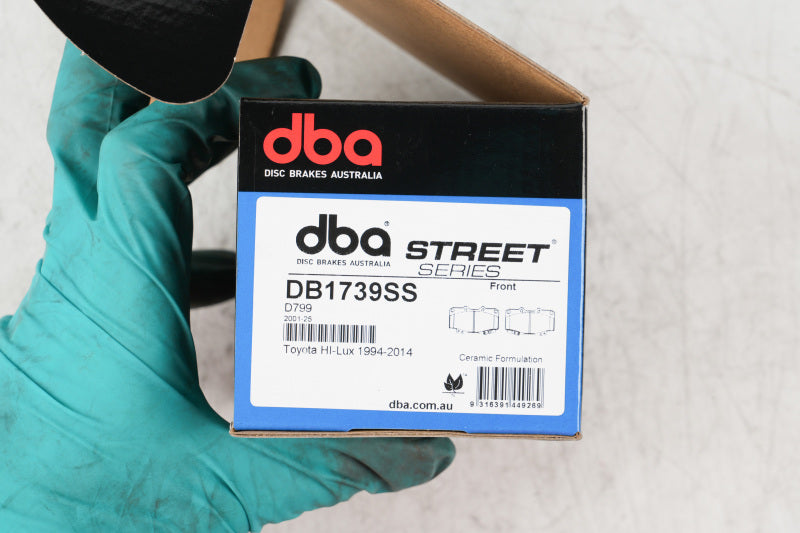 dba
DISC BRAKES AUSTRALIA
dba®
DISC BRAKES AUSTRALIA
STREET®
SERIES
DB1739SS
Front
D799
2001-25
Toyota HI-Lux 1994-2014
Ceramic Formulation
9 316391 449269
dba.com.au